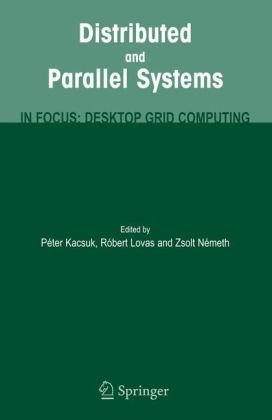 Distributed
and
Parallel Systems
IN FOCUS: DESKTOP GRID COMPUTING
Edited by
Péter Kacsuk, Róbert Lovas and Zsolt Németh
Springer